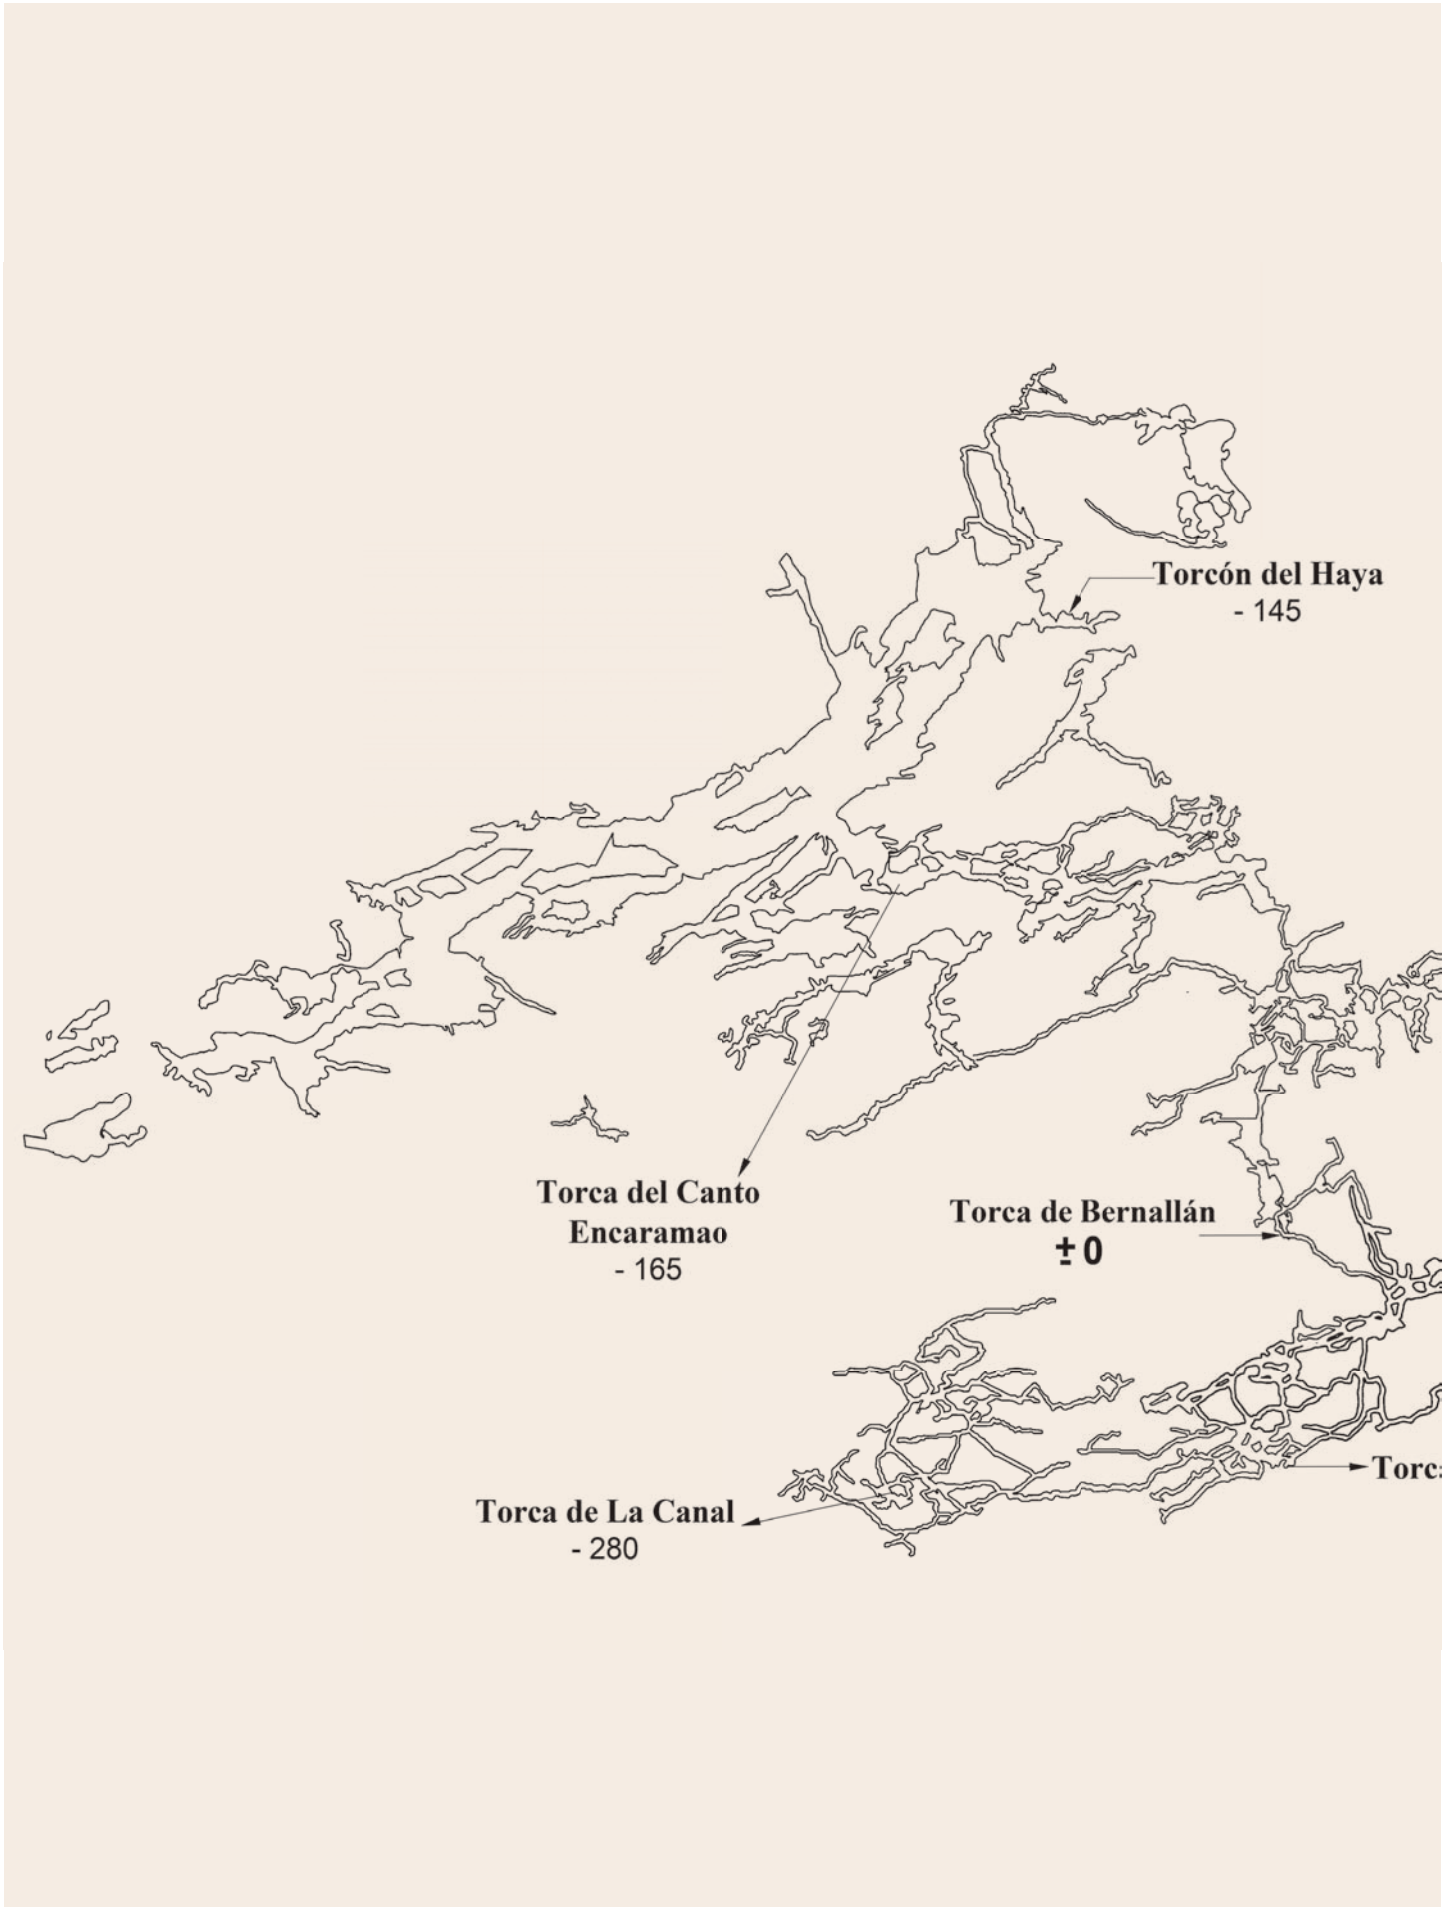 Torcón del Haya
- 145
Torca del Canto
Encaramao
- 165
Torca de Bernallán
± 0
Torca de La Canal
- 280